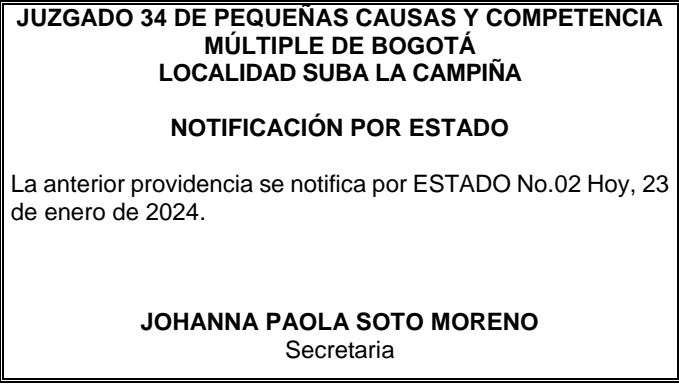 JUZGADO 34 DE PEQUEÑAS CAUSAS Y COMPETENCIA
MÚLTIPLE DE BOGOTÁ
LOCALIDAD SUBA LA CAMPIÑA
NOTIFICACIÓN POR ESTADO
La anterior providencia se notifica por ESTADO No.02 Hoy, 23
de enero de 2024.
JOHANNA PAOLA SOTO MORENO
Secretaria